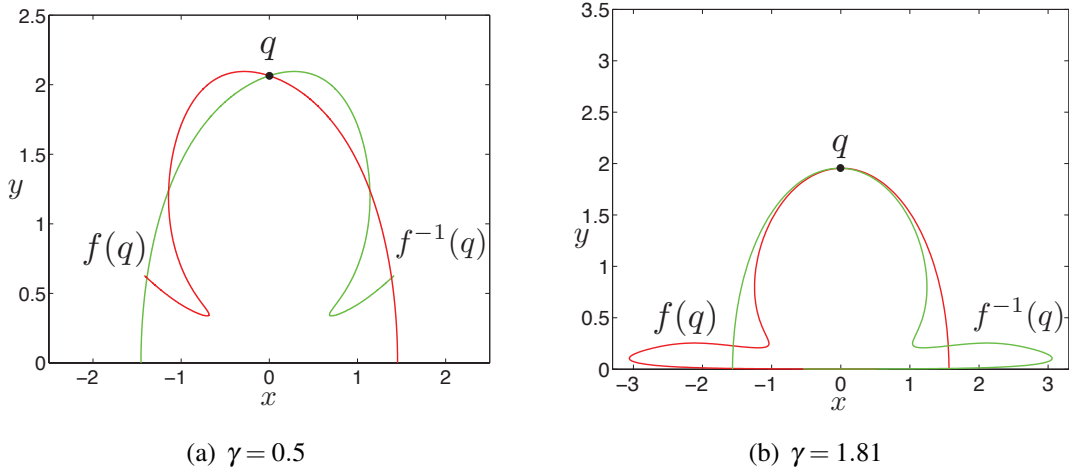 2.5
2
1.5
1
0.5
0
y
q
f(q)
f⁻¹(q)
−2 −1 0 1 2
x
(a) γ = 0.5
3.5
3
2.5
2
1.5
1
0.5
0
y
q
f(q)
f⁻¹(q)
−3 −2 −1 0 1 2 3
x
(b) γ = 1.81